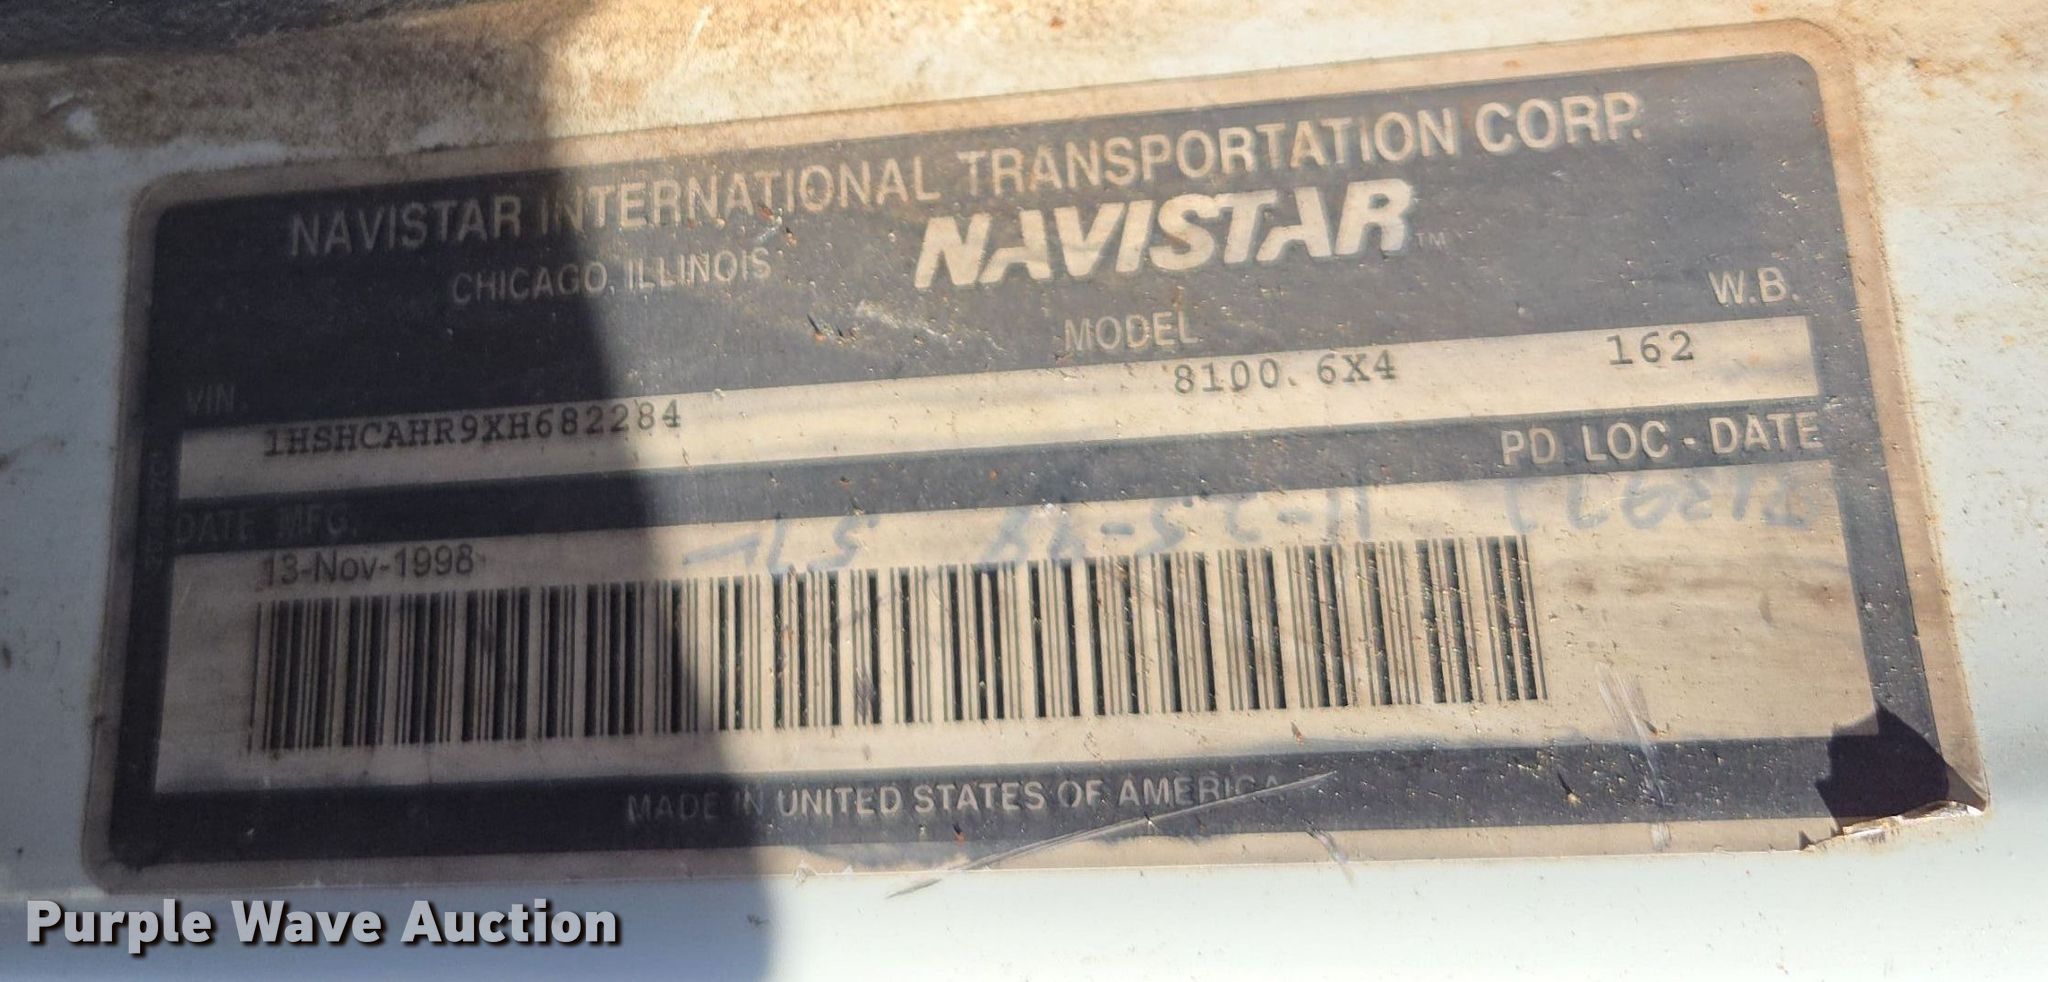 NAVISTAR INTERNATIONAL TRANSPORTATION CORP.
CHICAGO, ILLINOIS
NAVISTAR™
VIN. MODEL W.B.
1HSHCAHR9XH682284 8100. 6X4 162
DATE MFG. PD. LOC - DATE
13-Nov-1998
MADE IN UNITED STATES OF AMERICA
Purple Wave Auction